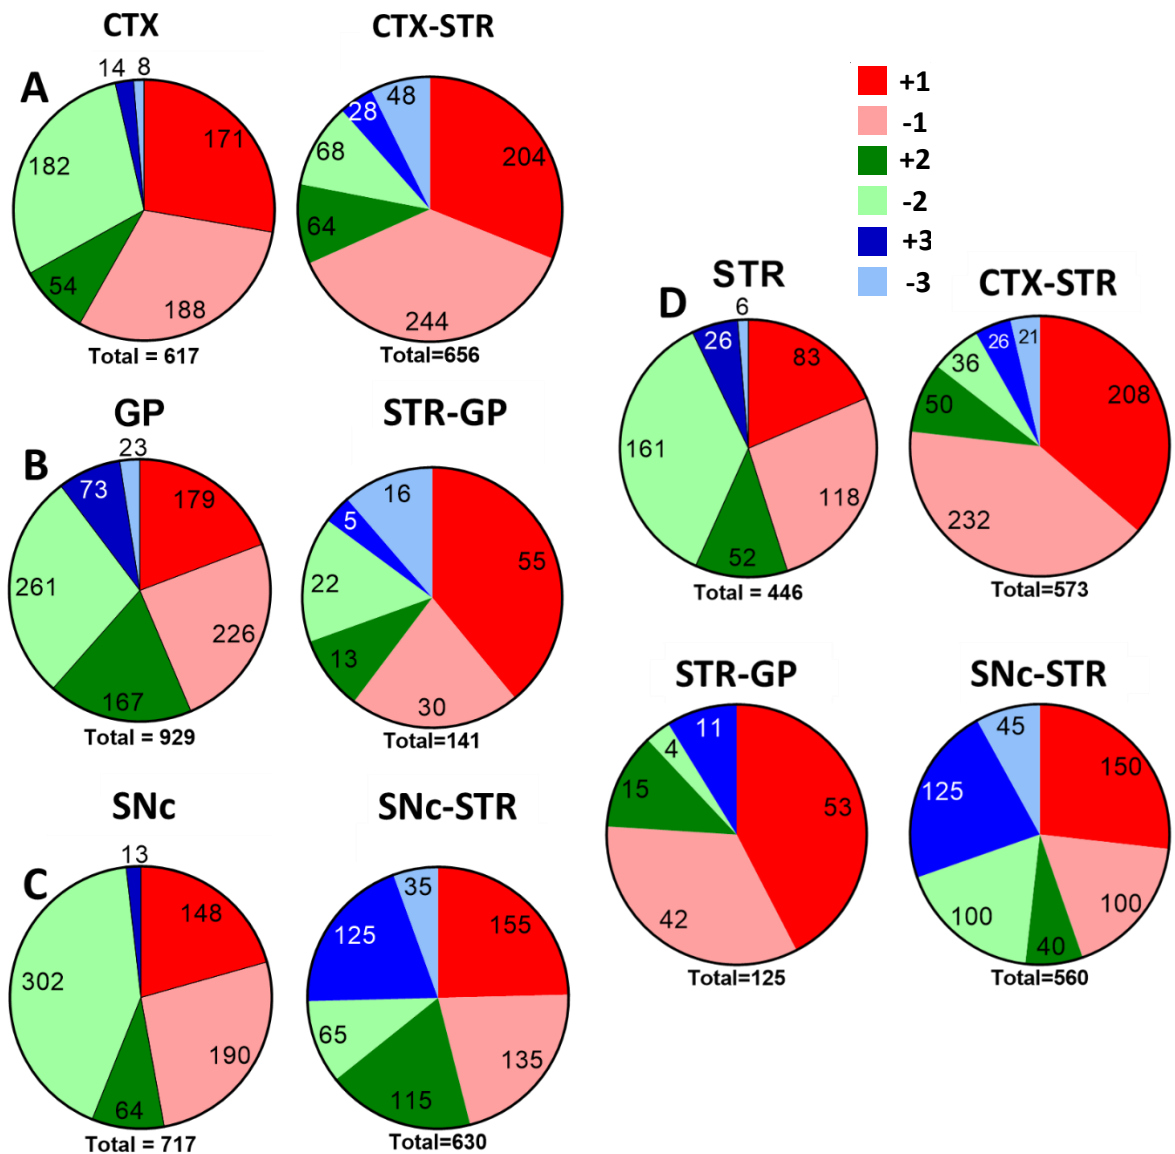 CTX
CTX-STR
A
14
8
171
188
54
182
Total = 617
28
48
204
244
64
68
Total=656
+1
-1
+2
-2
+3
-3
GP
STR-GP
B
23
73
179
226
167
261
Total = 929
16
5
55
30
13
22
Total=141
SNc
SNc-STR
C
13
148
190
64
302
Total = 717
35
155
135
115
65
125
Total=630
D
STR
CTX-STR
6
26
83
118
52
161
Total = 446
26
21
208
232
50
36
Total=573
STR-GP
SNc-STR
11
53
42
15
4
Total=125
45
150
100
40
100
125
Total=560